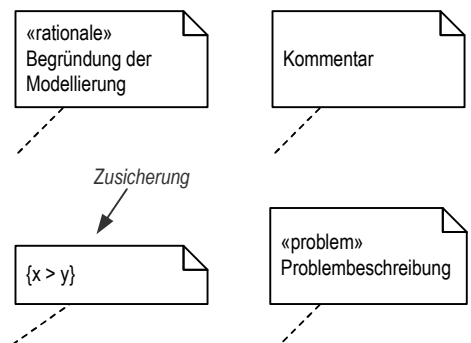 «rationale»
Begründung der
Modellierung
Kommentar
Zusicherung
{x > y}
«problem»
Problembeschreibung